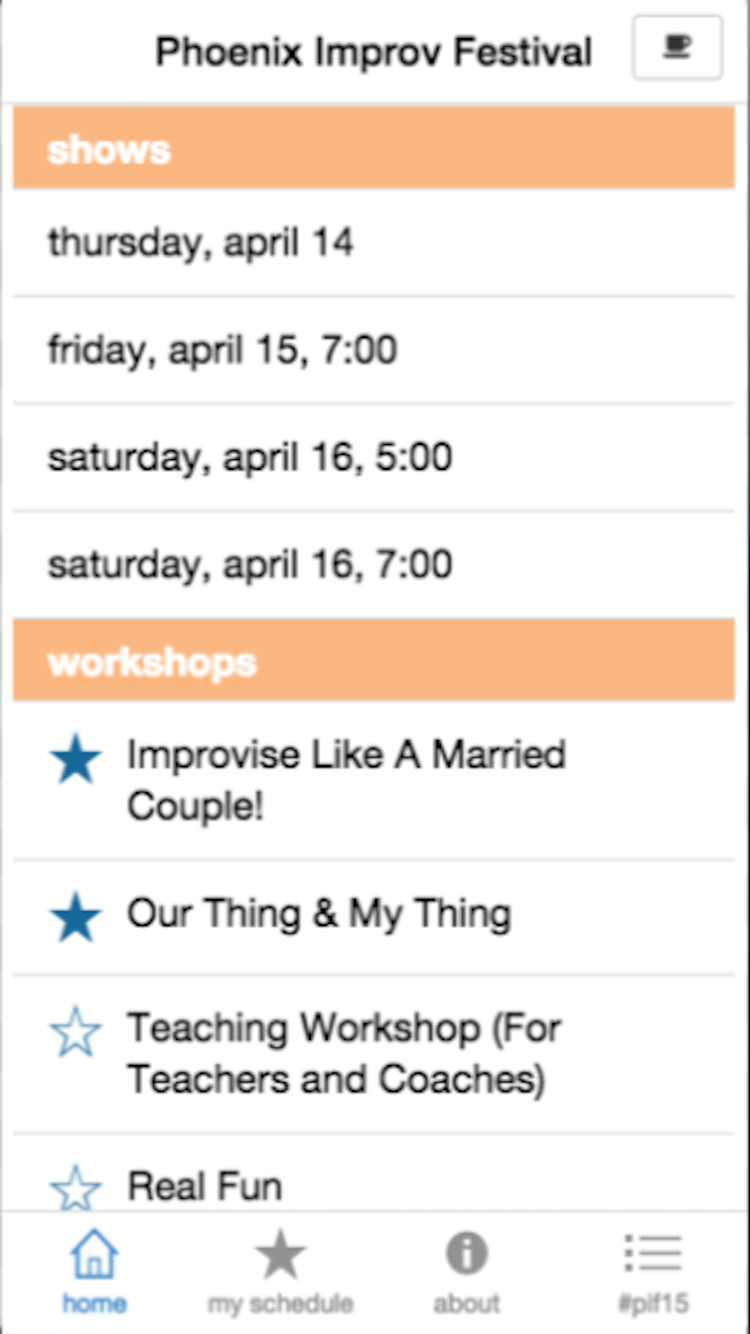 Phoenix Improv Festival
shows
thursday, april 14
friday, april 15, 7:00
saturday, april 16, 5:00
saturday, april 16, 7:00
workshops
Improvise Like A Married
Couple!
Our Thing & My Thing
Teaching Workshop (For
Teachers and Coaches)
Real Fun
home my schedule about #pif15